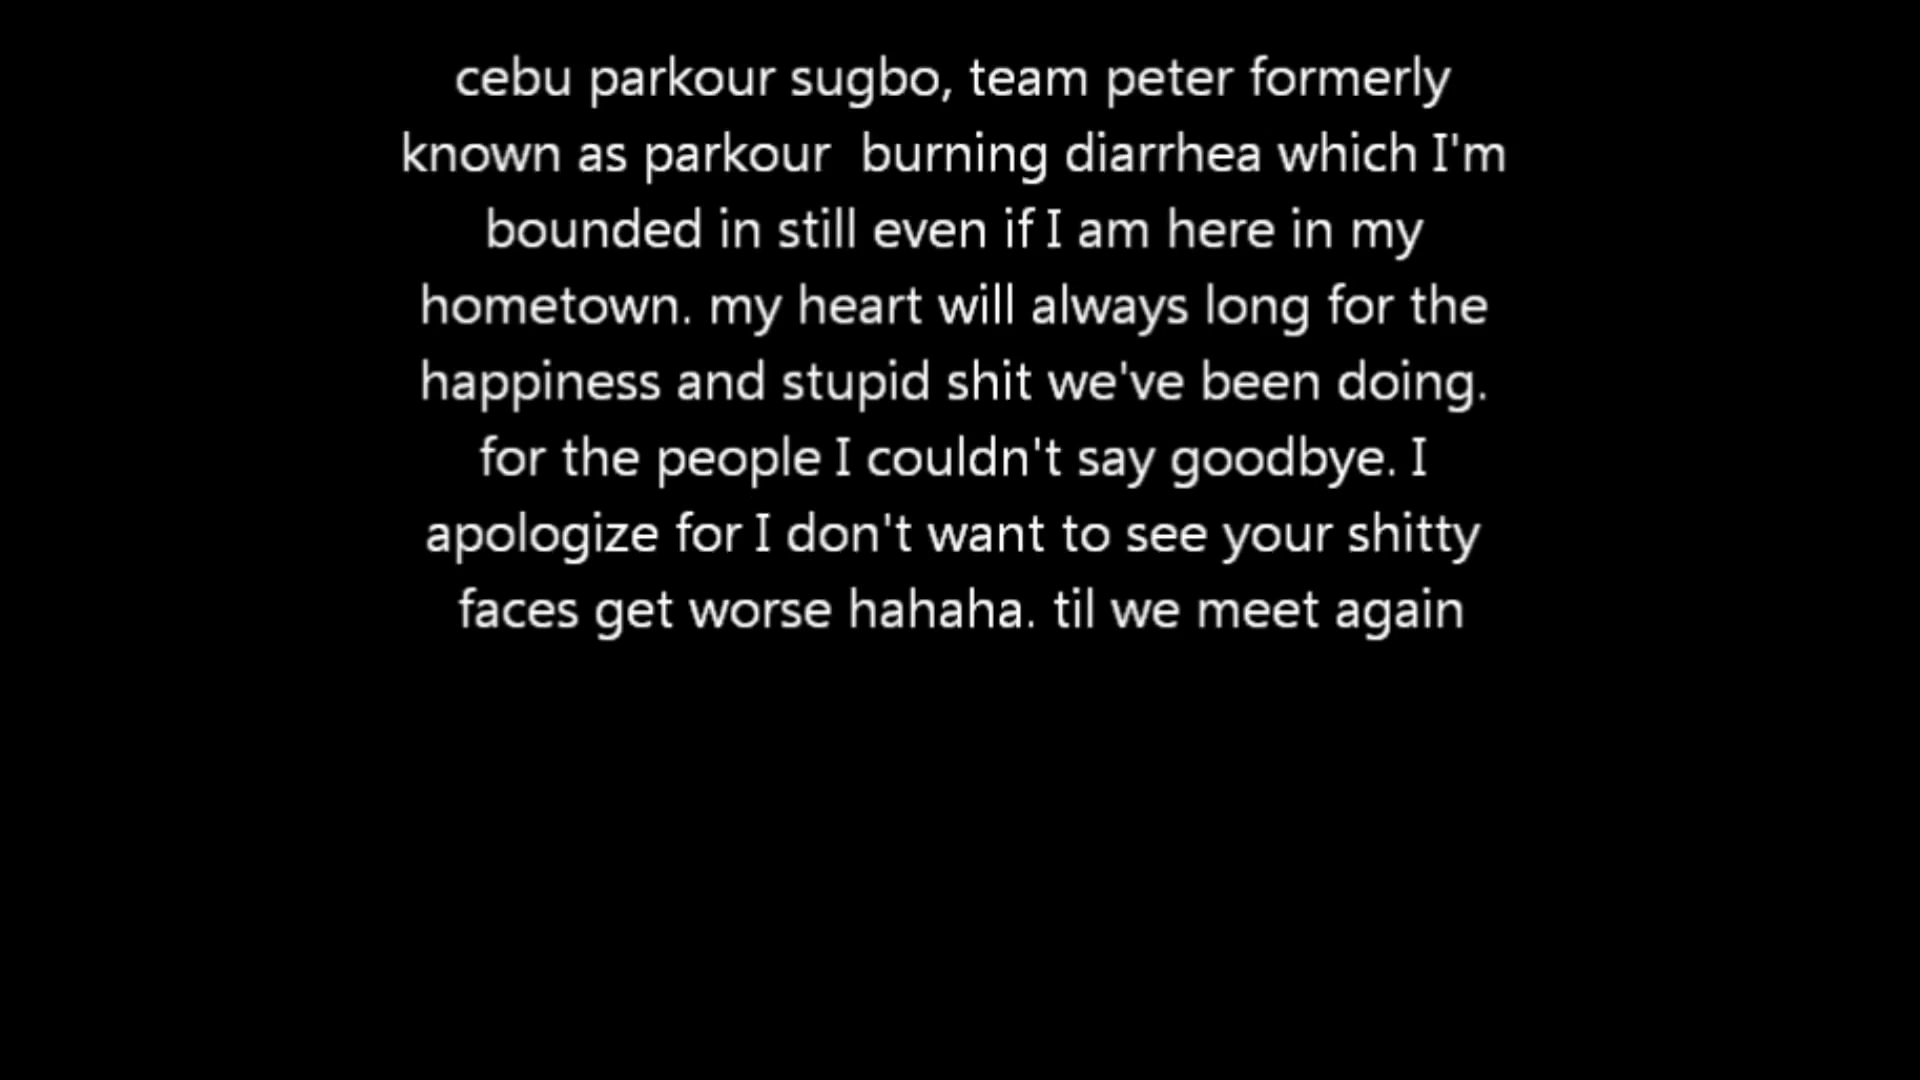 cebu parkour sugbo, team peter formerly
known as parkour  burning diarrhea which I'm
bounded in still even if I am here in my
hometown. my heart will always long for the
happiness and stupid shit we've been doing.
for the people I couldn't say goodbye. I
apologize for I don't want to see your shitty
faces get worse hahaha. til we meet again